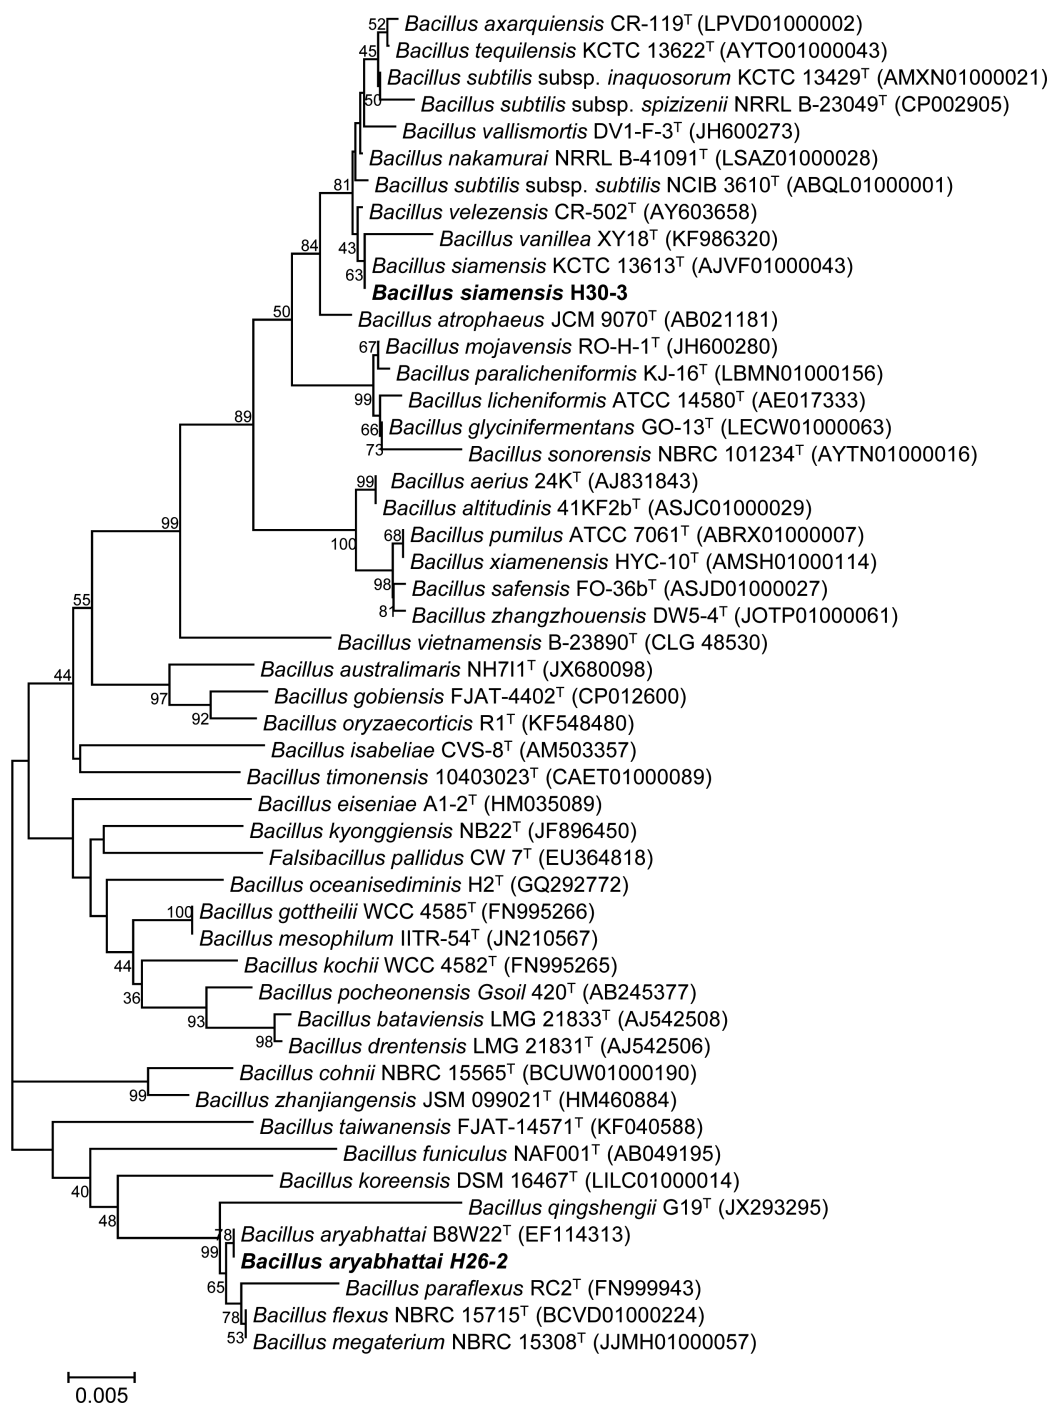 52 Bacillus axarquiensis CR-119T (LPVD01000002)
45 Bacillus tequilensis KCTC 13622T (AYTO01000043)
Bacillus subtilis subsp. inaquosorum KCTC 13429T (AMXN01000021)
50 Bacillus subtilis subsp. spizizenii NRRL B-23049T (CP002905)
Bacillus vallismortis DV1-F-3T (JH600273)
Bacillus nakamurai NRRL B-41091T (LSAZ01000028)
81 Bacillus subtilis subsp. subtilis NCIB 3610T (ABQL01000001)
Bacillus velezensis CR-502T (AY603658)
84 43 Bacillus vanillea XY18T (KF986320)
63 Bacillus siamensis KCTC 13613T (AJVF01000043)
Bacillus siamensis H30-3
50 Bacillus atrophaeus JCM 9070T (AB021181)
67 Bacillus mojavensis RO-H-1T (JH600280)
Bacillus paralicheniformis KJ-16T (LBMN01000156)
99 Bacillus licheniformis ATCC 14580T (AE017333)
89 66 Bacillus glycinifermentans GO-13T (LECW01000063)
73 Bacillus sonorensis NBRC 101234T (AYTN01000016)
99 Bacillus aerius 24KT (AJ831843)
Bacillus altitudinis 41KF2bT (ASJC01000029)
99 100 68 Bacillus pumilus ATCC 7061T (ABRX01000007)
Bacillus xiamenensis HYC-10T (AMSH01000114)
98 Bacillus safensis FO-36bT (ASJD01000027)
55 81 Bacillus zhangzhouensis DW5-4T (JOTP01000061)
Bacillus vietnamensis B-23890T (CLG 48530)
44 Bacillus australimaris NH7I1T (JX680098)
97 Bacillus gobiensis FJAT-4402T (CP012600)
92 Bacillus oryzaecorticis R1T (KF548480)
Bacillus isabeliae CVS-8T (AM503357)
Bacillus timonensis 10403023T (CAET01000089)
Bacillus eiseniae A1-2T (HM035089)
Bacillus kyonggiensis NB22T (JF896450)
Falsibacillus pallidus CW 7T (EU364818)
Bacillus oceanisediminis H2T (GQ292772)
100 Bacillus gottheilii WCC 4585T (FN995266)
Bacillus mesophilum IITR-54T (JN210567)
44 Bacillus kochii WCC 4582T (FN995265)
36 Bacillus pocheonensis Gsoil 420T (AB245377)
93 Bacillus bataviensis LMG 21833T (AJ542508)
98 Bacillus drentensis LMG 21831T (AJ542506)
Bacillus cohnii NBRC 15565T (BCUW01000190)
99 Bacillus zhanjiangensis JSM 099021T (HM460884)
Bacillus taiwanensis FJAT-14571T (KF040588)
Bacillus funiculus NAF001T (AB049195)
40 Bacillus koreensis DSM 16467T (LILC01000014)
48 Bacillus qingshengii G19T (JX293295)
78 Bacillus aryabhattai B8W22T (EF114313)
99 Bacillus aryabhattai H26-2
65 Bacillus paraflexus RC2T (FN999943)
78 Bacillus flexus NBRC 15715T (BCVD01000224)
53 Bacillus megaterium NBRC 15308T (JJMH01000057)
0.005